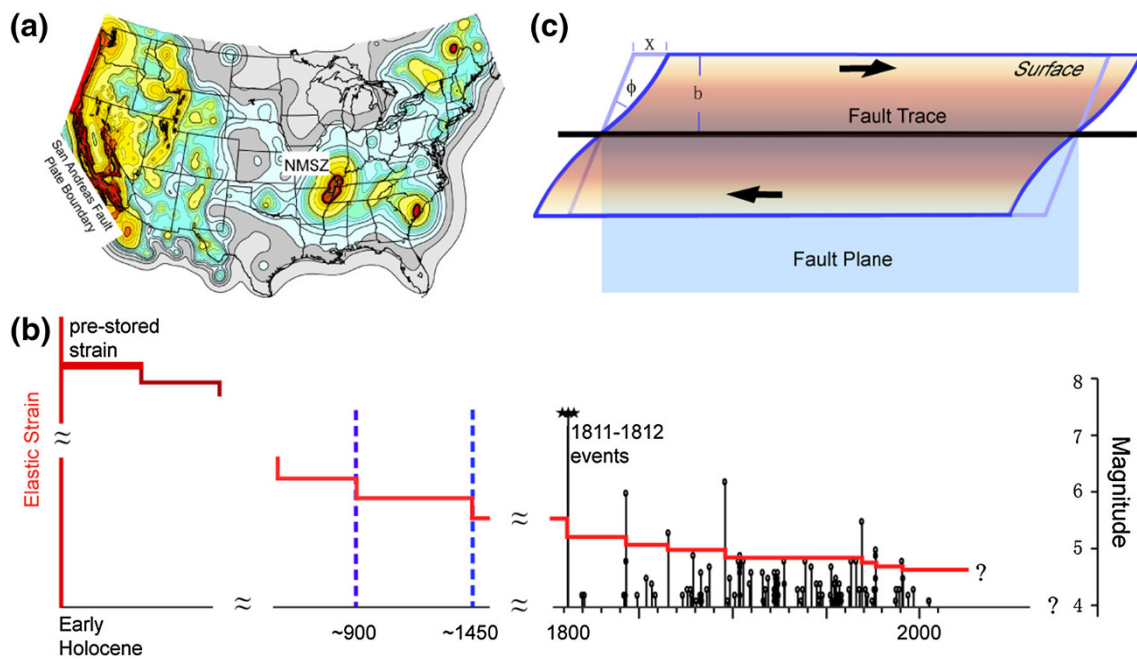 (a)
NMSZ
San Andreas Fault
Plate Boundary
(c)
X
ϕ
b
Surface
Fault Trace
Fault Plane
(b)
pre-stored
strain
Elastic Strain
≈
≈
≈
≈
1811-1812
events
8
7
6
5
4
Magnitude
?
?
Early
Holocene
~900
~1450
1800
2000